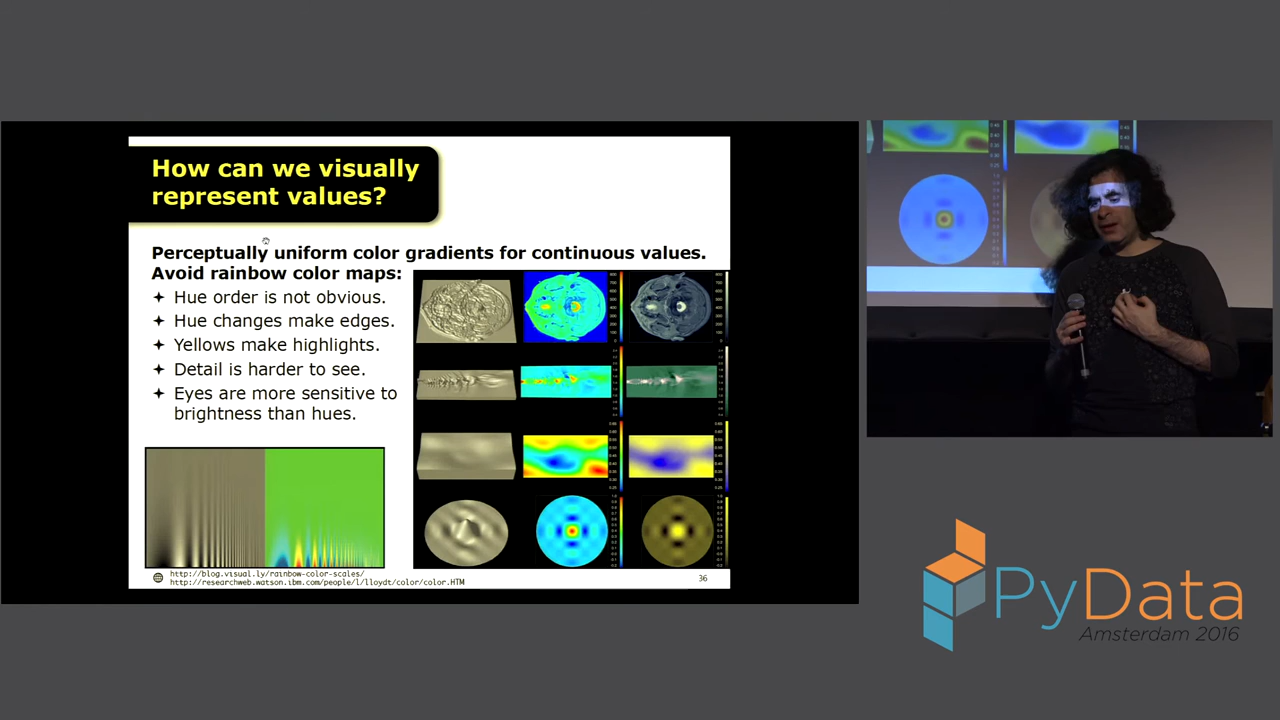 How can we visually
represent values?
Perceptually uniform color gradients for continuous values.
Avoid rainbow color maps:
✦ Hue order is not obvious.
✦ Hue changes make edges.
✦ Yellows make highlights.
✦ Detail is harder to see.
✦ Eyes are more sensitive to
brightness than hues.
http://blog.visual.ly/rainbow-color-scales/
http://researchweb.watson.ibm.com/people/l/lloydt/color/color.HTM
36
PyData
Amsterdam 2016